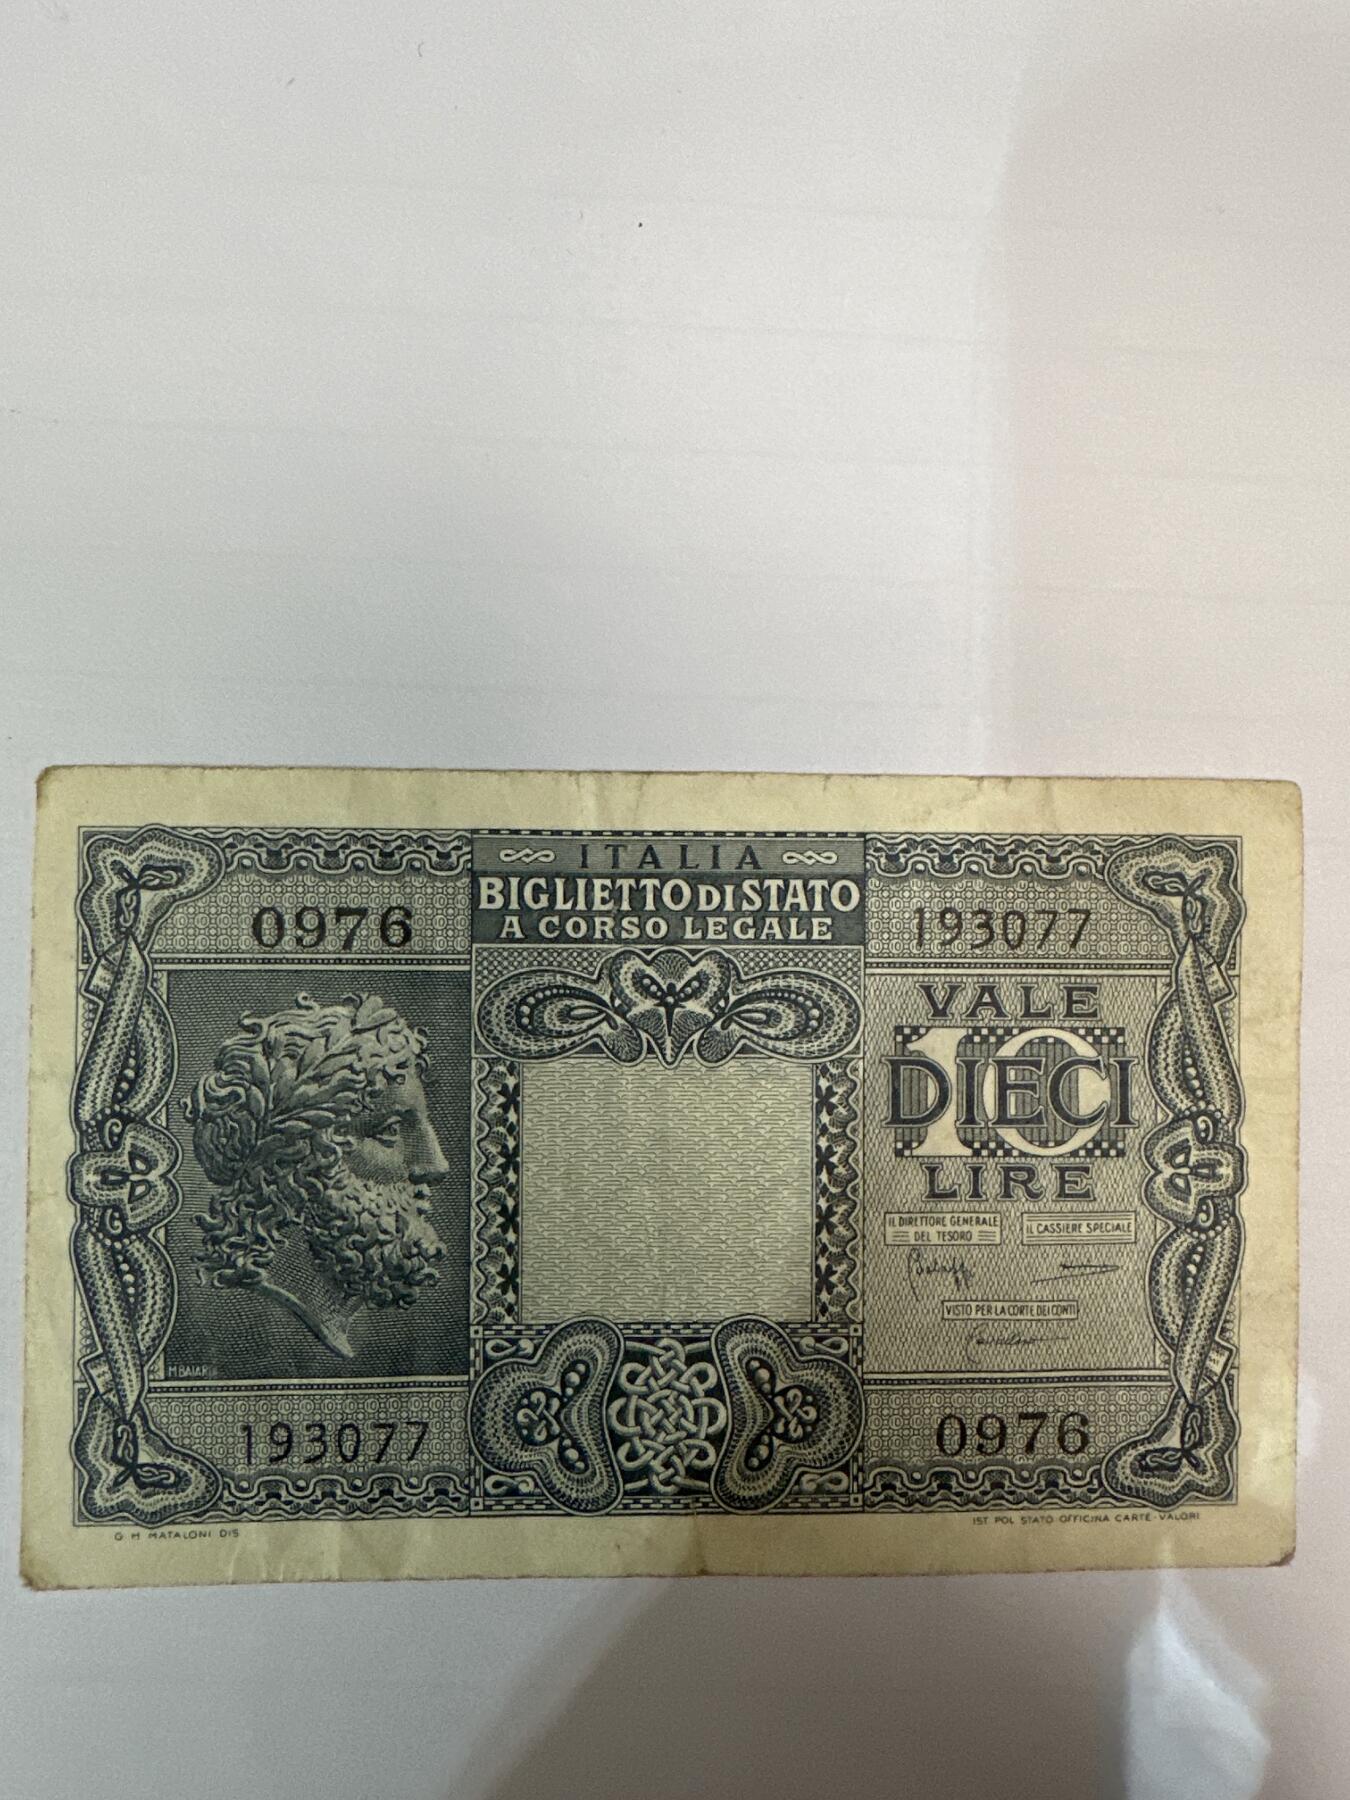 ITALIA
BIGLIETTO DI STATO
A CORSO LEGALE
0976
193077
VALE
10
DIECI
LIRE
IL DIRETTORE GENERALE
DEL TESORO
IL CASSIERE SPECIALE
VISTO PER LA CORTE DEI CONTI
193077
0976
G M MATALONI DIS
IST POL STATO OFFICINA CARTE-VALORI